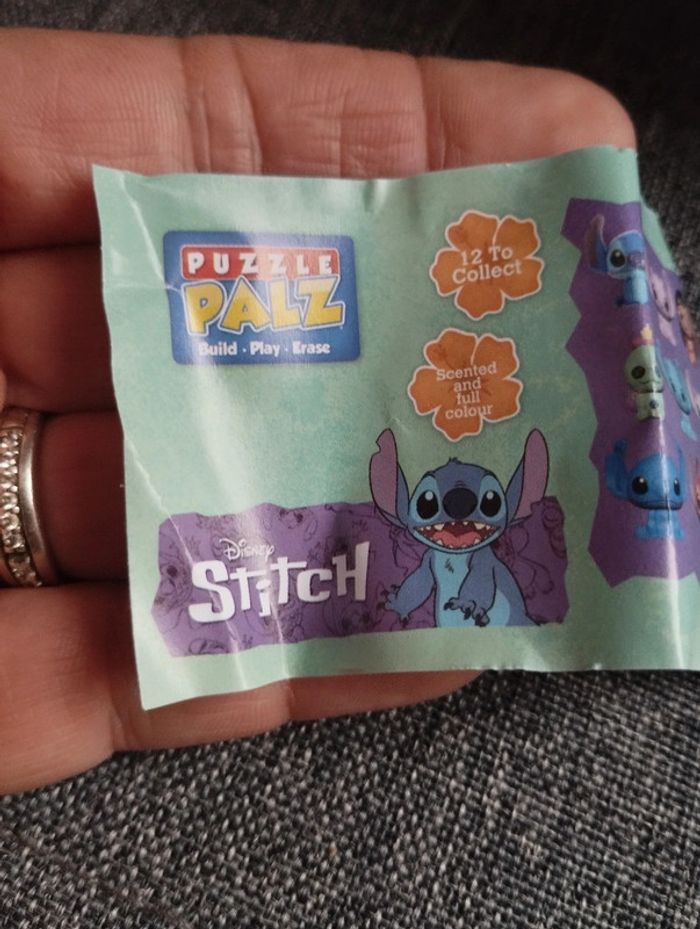 PUZZLE
PALZ
Build · Play · Erase
12 To
Collect
Scented
and
full
colour
Disney
Stitch